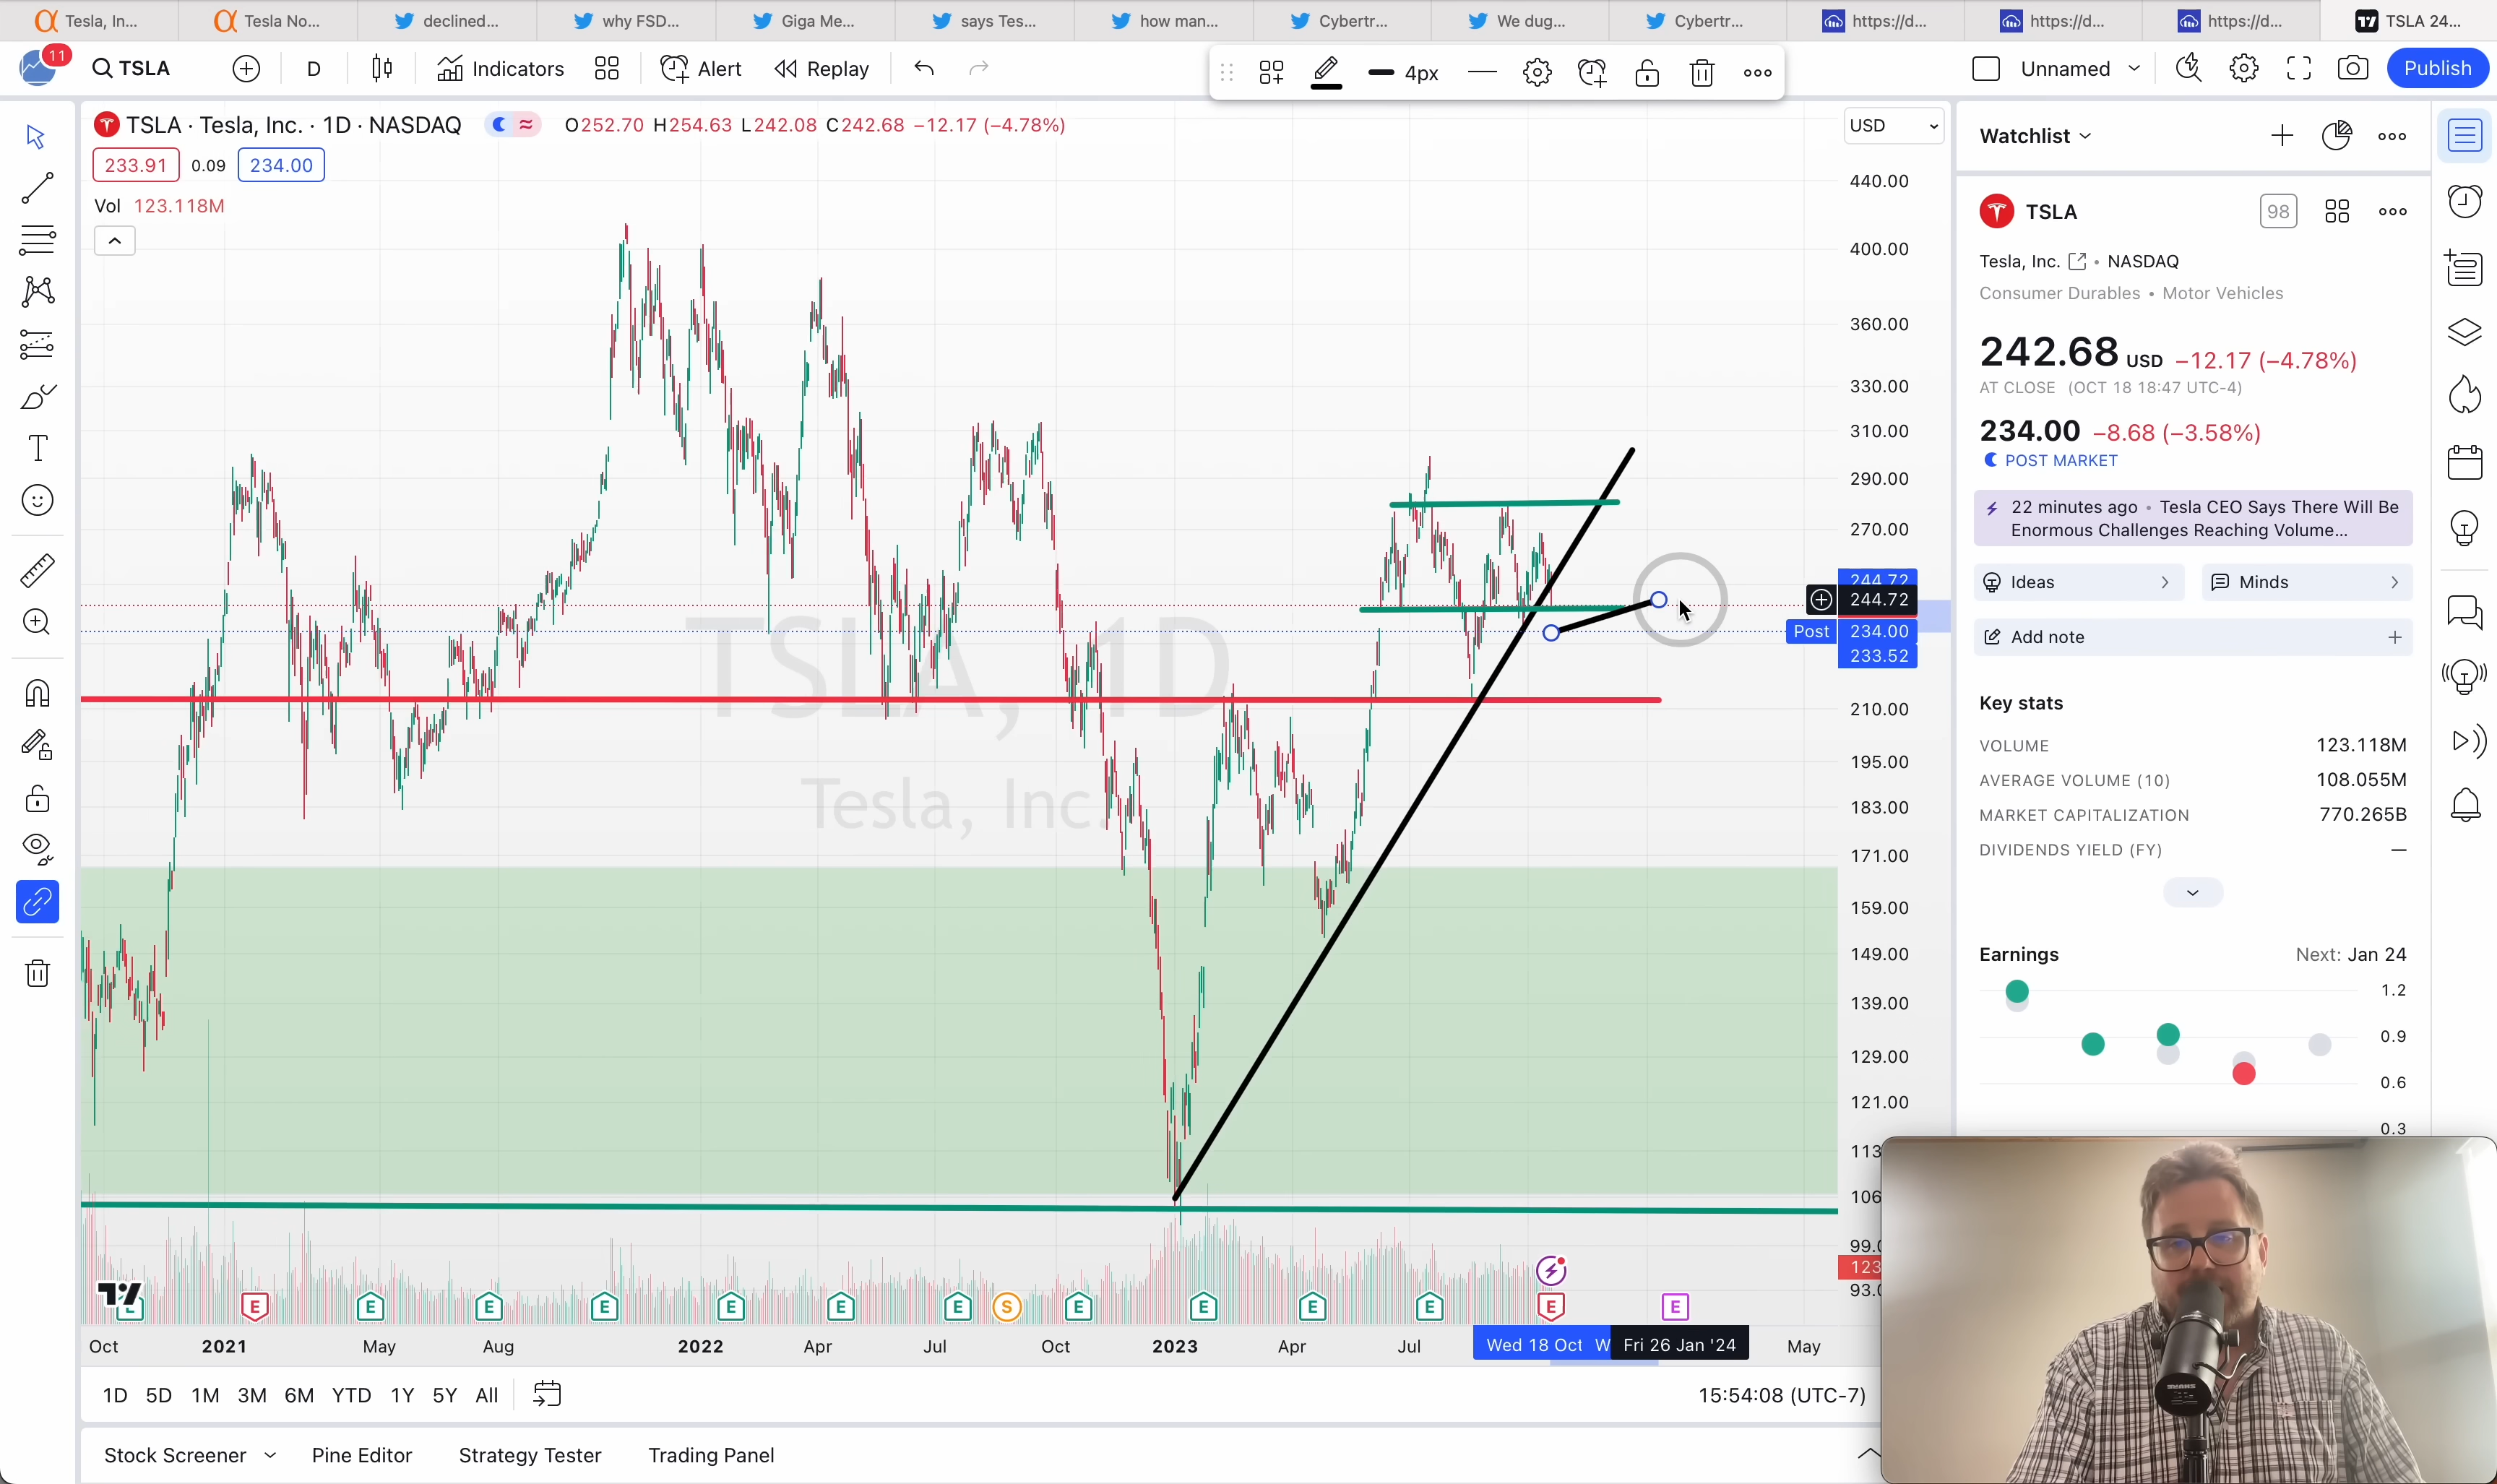 Tesla, In...
Tesla No...
declined...
why FSD...
Giga Me...
says Tes...
how man...
Cybertr...
We dug...
Cybertr...
https://d...
https://d...
https://d...
TSLA 24...
11
TSLA
D
Indicators
Alert
Replay
4px
Unnamed
Publish
TSLA · Tesla, Inc. · 1D · NASDAQ
O252.70 H254.63 L242.08 C242.68 −12.17 (−4.78%)
233.91
0.09
234.00
Vol 123.118M
TSLA, 1D
Tesla, Inc.
USD
440.00
400.00
360.00
330.00
310.00
290.00
270.00
244.72
244.72
Post 234.00
233.52
210.00
195.00
183.00
171.00
159.00
149.00
139.00
129.00
121.00
113
106
99.0
123
93.0
E
E
E
E
E
E
E
E
S
E
E
E
E
E
E
Oct
2021
May
Aug
2022
Apr
Jul
Oct
2023
Apr
Jul
Wed 18 Oct
W
Fri 26 Jan '24
May
1D 5D 1M 3M 6M YTD 1Y 5Y All
15:54:08 (UTC-7)
Stock Screener
Pine Editor
Strategy Tester
Trading Panel
Watchlist
TSLA
98
Tesla, Inc. • NASDAQ
Consumer Durables • Motor Vehicles
242.68 USD −12.17 (−4.78%)
AT CLOSE (OCT 18 18:47 UTC-4)
234.00 −8.68 (−3.58%)
POST MARKET
22 minutes ago • Tesla CEO Says There Will Be
Enormous Challenges Reaching Volume...
Ideas
Minds
Add note
Key stats
VOLUME 123.118M
AVERAGE VOLUME (10) 108.055M
MARKET CAPITALIZATION 770.265B
DIVIDENDS YIELD (FY) —
Earnings
Next: Jan 24
1.2
0.9
0.6
0.3